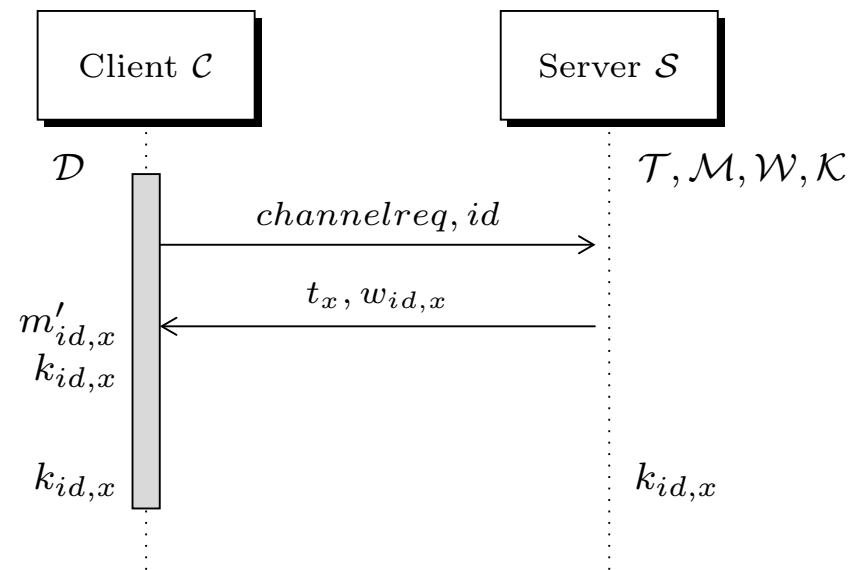 Client 𝒞
Server 𝒮
𝒟
𝒯, ℳ, 𝒲, 𝒦
channelreq, id
t_x, w_{id,x}
m'_{id,x}
k_{id,x}
k_{id,x}
k_{id,x}